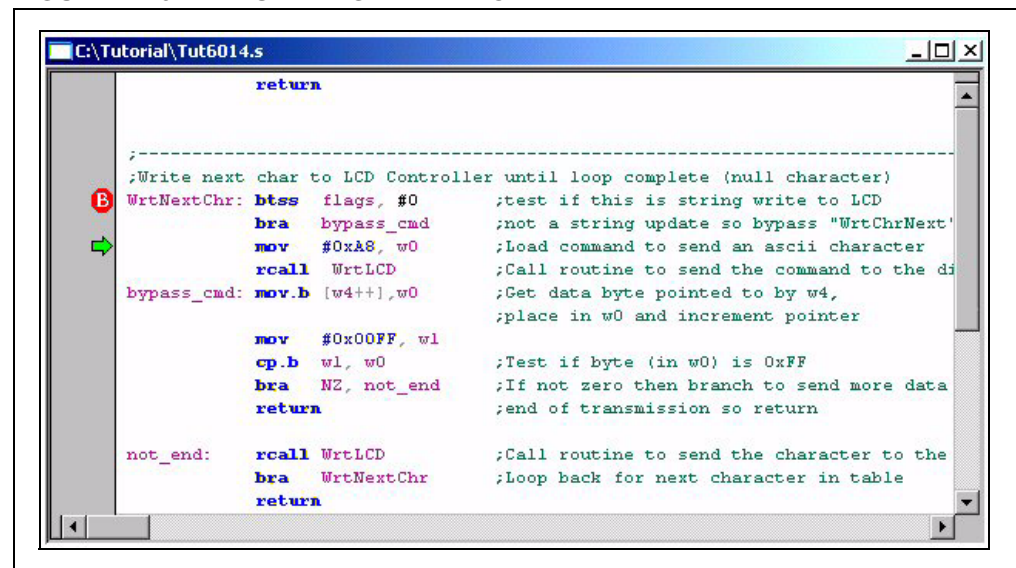 C:\Tutorial\Tut6014.s
return
;------------------------------------------------------------
;Write next char to LCD Controller until loop complete (null character)
B WrtNextChr: btss flags, #0 ;test if this is string write to LCD
bra bypass_cmd ;not a string update so bypass "WrtChrNext'
mov #0xA8, w0 ;Load command to send an ascii character
rcall WrtLCD ;Call routine to send the command to the di
bypass_cmd: mov.b [w4++],w0 ;Get data byte pointed to by w4,
;place in w0 and increment pointer
mov #0x00FF, w1
cp.b w1, w0 ;Test if byte (in w0) is 0xFF
bra NZ, not_end ;If not zero then branch to send more data
return ;end of transmission so return
not_end: rcall WrtLCD ;Call routine to send the character to the
bra WrtNextChr ;Loop back for next character in table
return